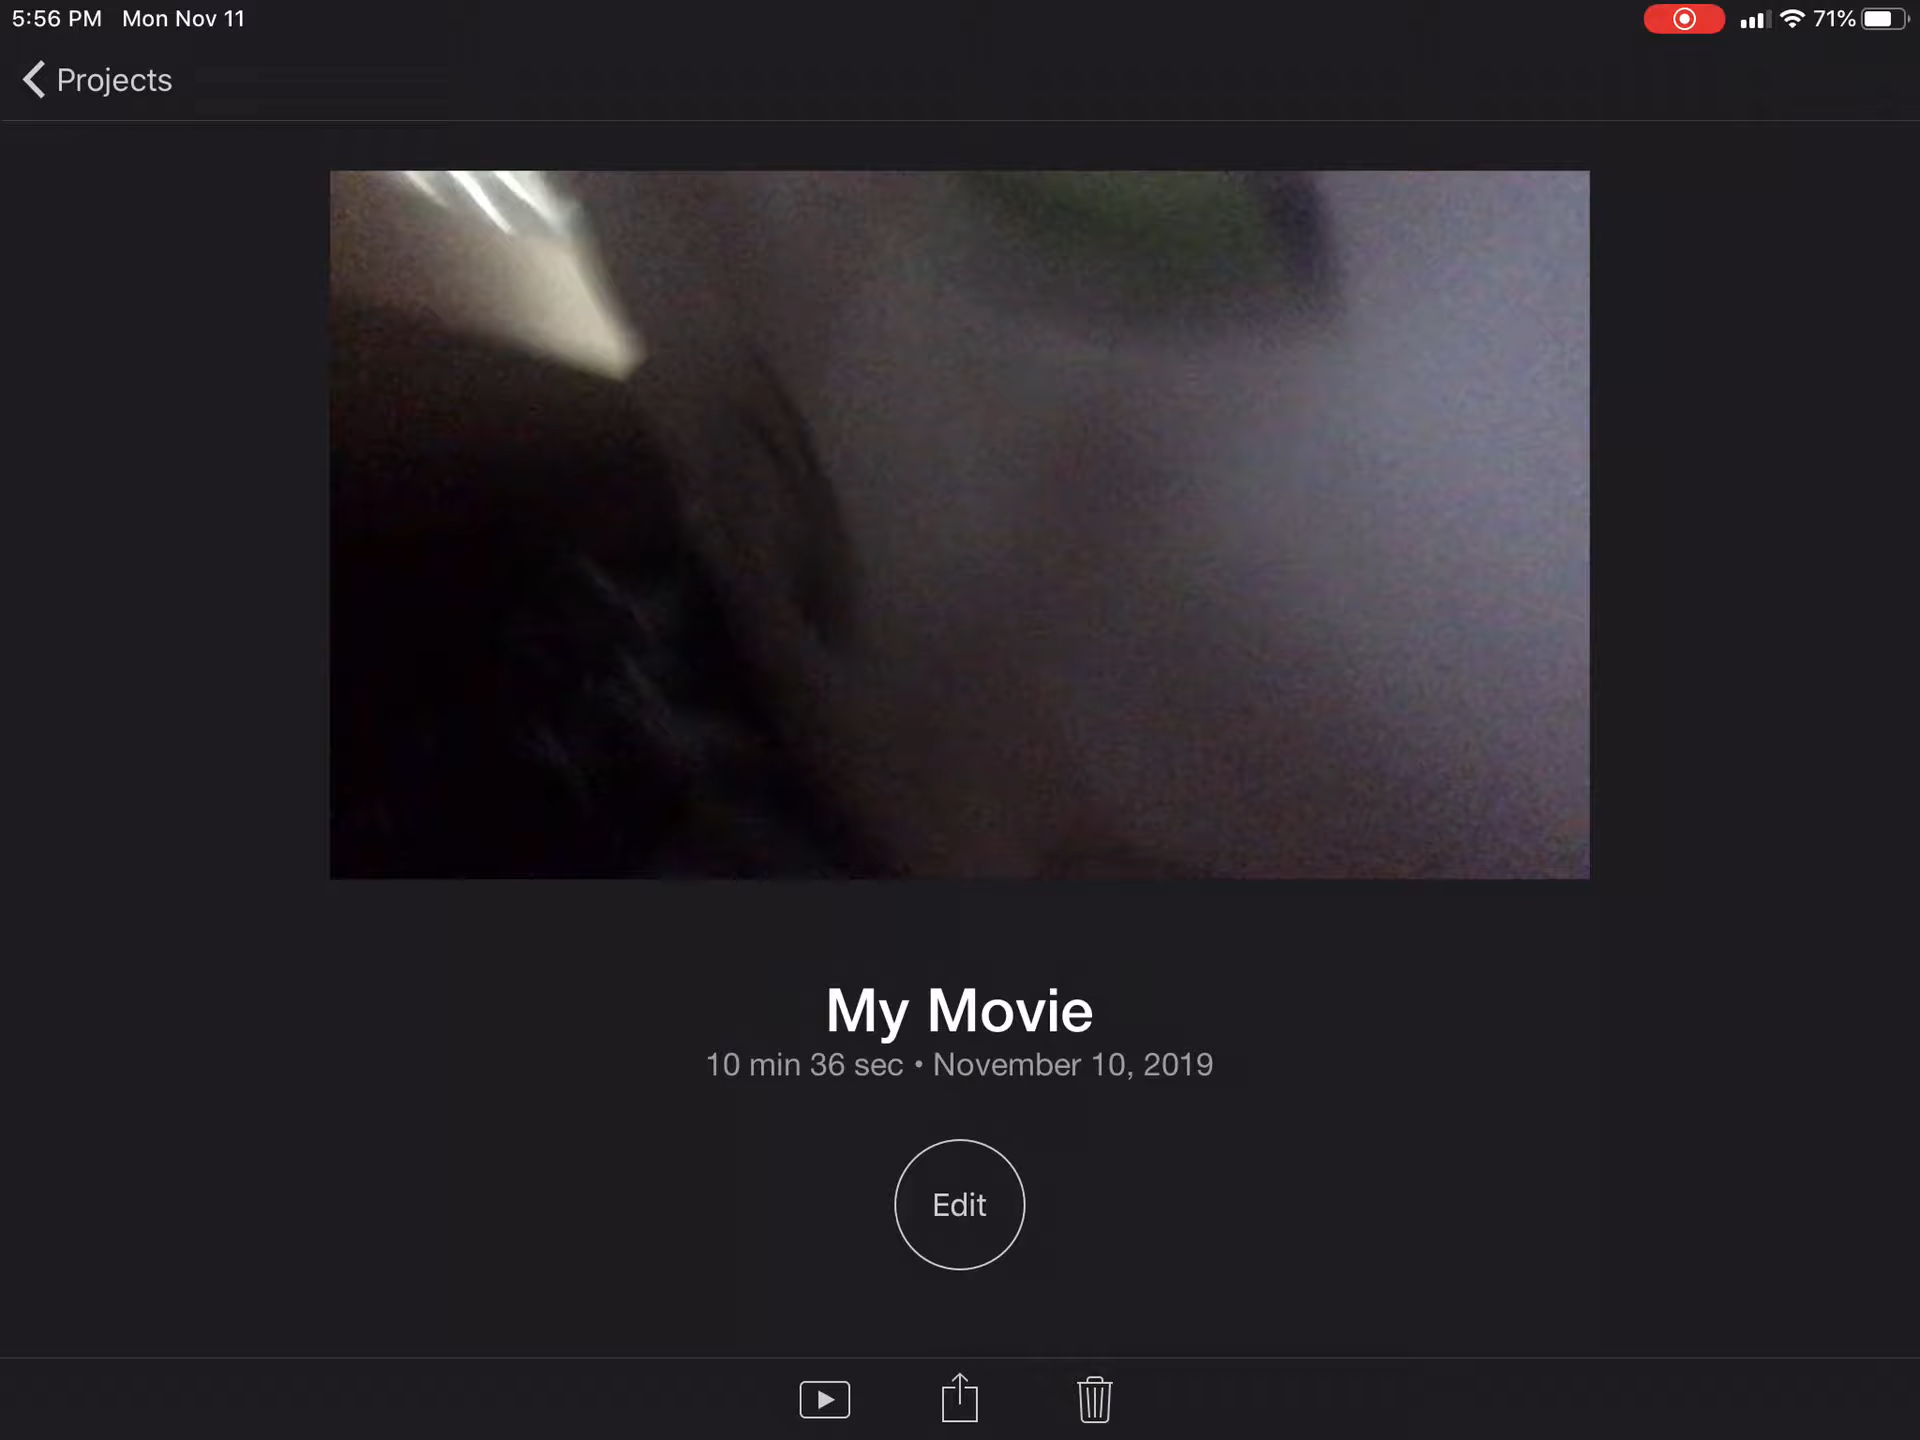 5:56 PM Mon Nov 11
71%
Projects
My Movie
10 min 36 sec • November 10, 2019
Edit